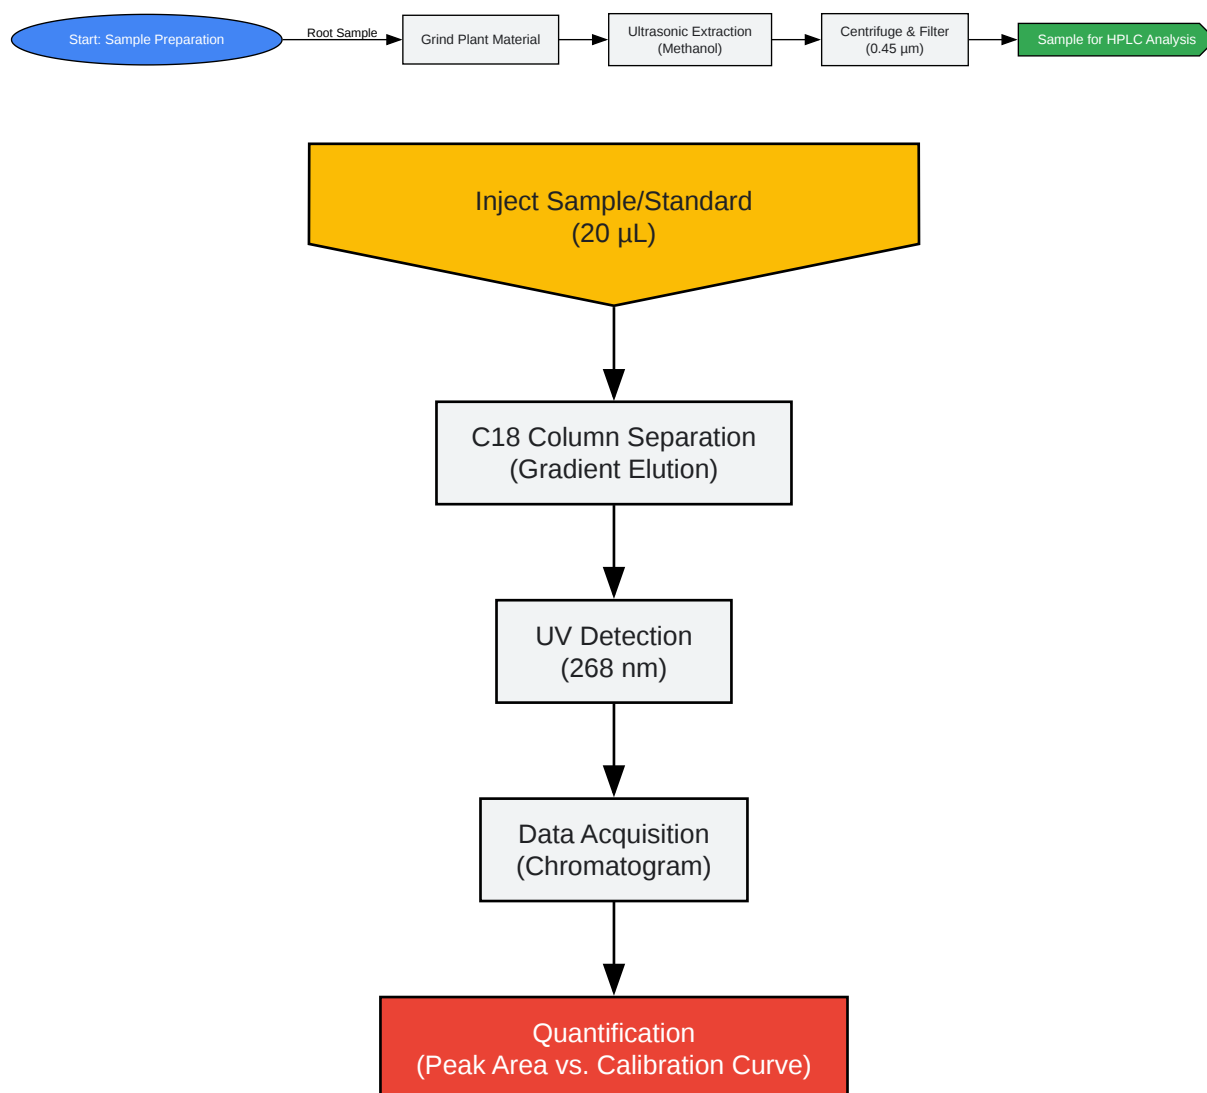 Start: Sample Preparation
Root Sample
Grind Plant Material
Ultrasonic Extraction
(Methanol)
Centrifuge & Filter
(0.45 µm)
Sample for HPLC Analysis
Inject Sample/Standard
(20 µL)
C18 Column Separation
(Gradient Elution)
UV Detection
(268 nm)
Data Acquisition
(Chromatogram)
Quantification
(Peak Area vs. Calibration Curve)